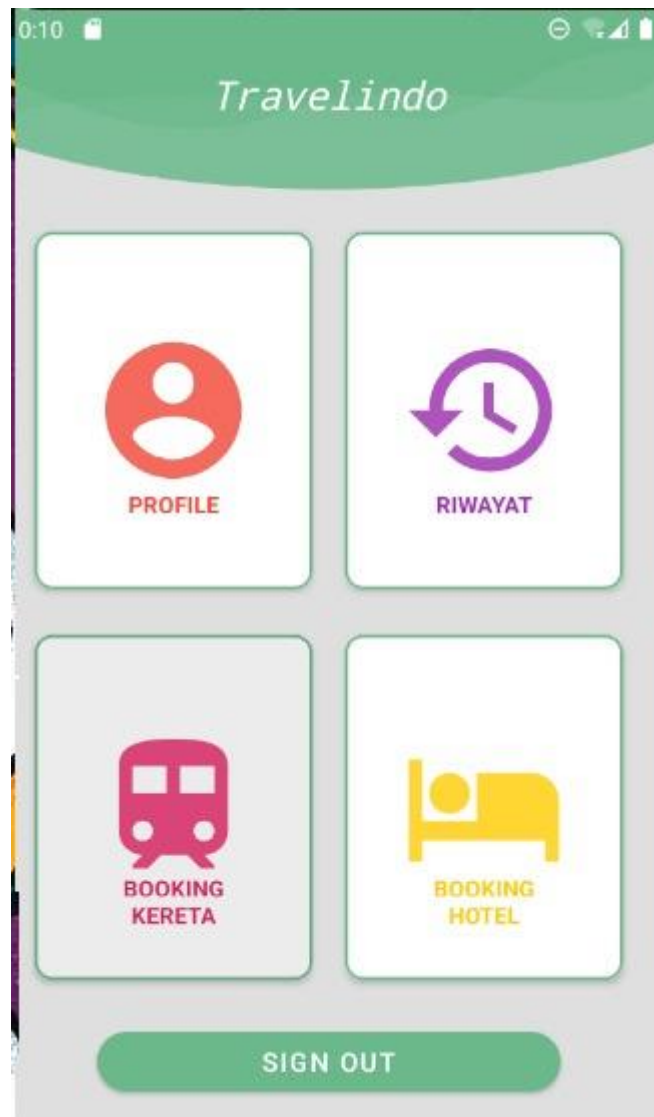 0:10
Travelindo
PROFILE
RIWAYAT
BOOKING
KERETA
BOOKING
HOTEL
SIGN OUT